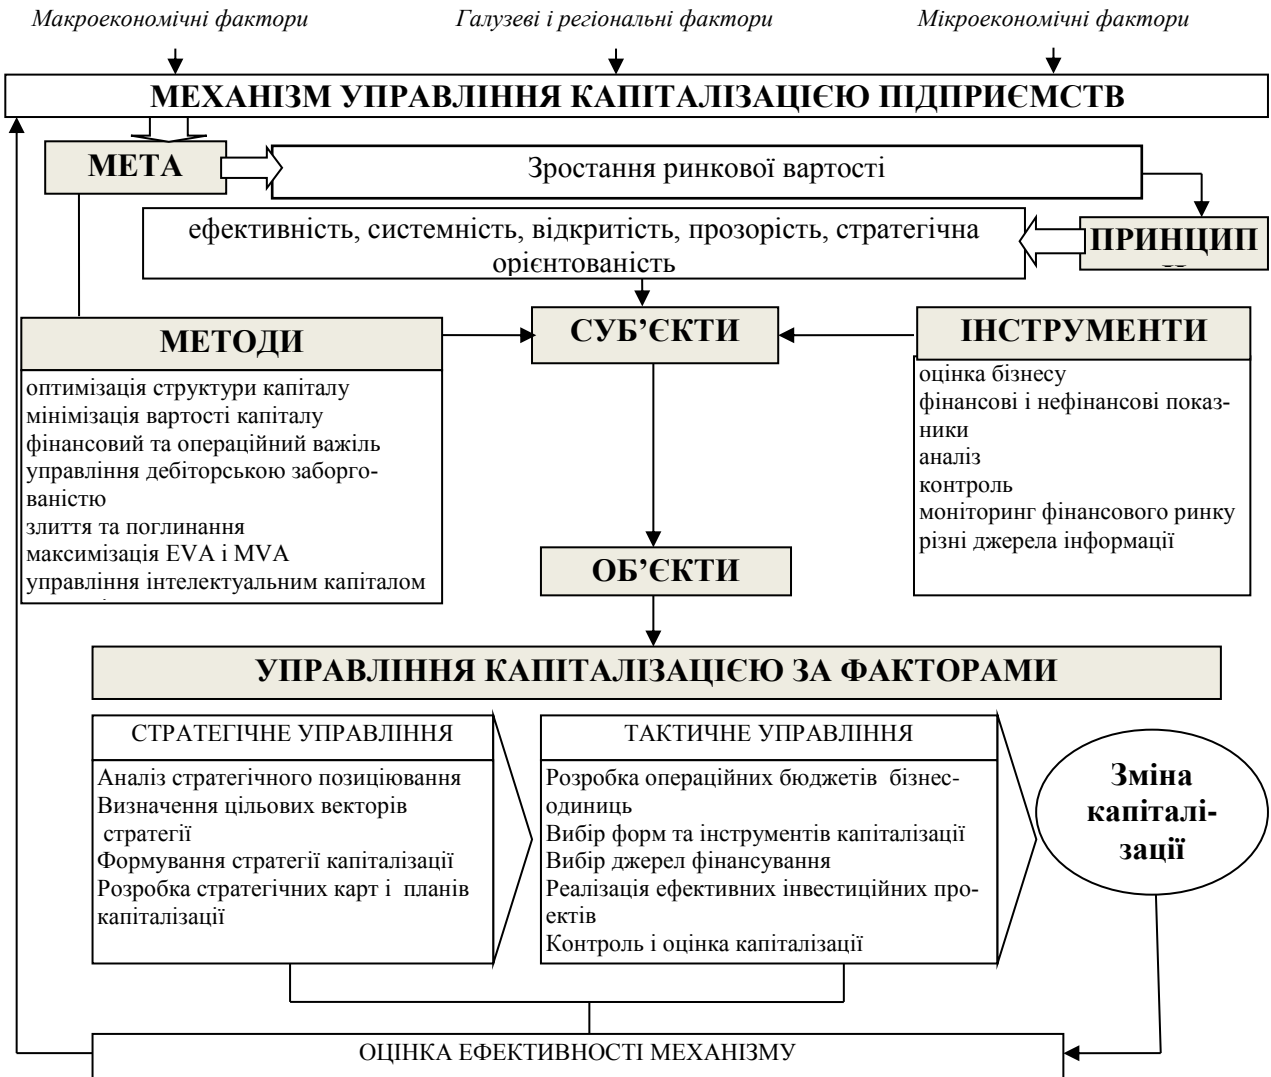 Макроекономічні фактори
Галузеві і регіональні фактори
Мікроекономічні фактори
МЕХАНІЗМ УПРАВЛІННЯ КАПІТАЛІЗАЦІЄЮ ПІДПРИЄМСТВ
МЕТА
Зростання ринкової вартості
ефективність, системність, відкритість, прозорість, стратегічна
орієнтованість
ПРИНЦИП
МЕТОДИ
оптимізація структури капіталу
мінімізація вартості капіталу
фінансовий та операційний важіль
управління дебіторською заборго-
ваністю
злиття та поглинання
максимізація EVA і MVA
управління інтелектуальним капіталом
СУБ’ЄКТИ
ІНСТРУМЕНТИ
оцінка бізнесу
фінансові і нефінансові показ-
ники
аналіз
контроль
моніторинг фінансового ринку
різні джерела інформації
ОБ’ЄКТИ
УПРАВЛІННЯ КАПІТАЛІЗАЦІЄЮ ЗА ФАКТОРАМИ
СТРАТЕГІЧНЕ УПРАВЛІННЯ
Аналіз стратегічного позиціювання
Визначення цільових векторів
стратегії
Формування стратегії капіталізації
Розробка стратегічних карт і планів
капіталізації
ТАКТИЧНЕ УПРАВЛІННЯ
Розробка операційних бюджетів бізнес-
одиниць
Вибір форм та інструментів капіталізації
Вибір джерел фінансування
Реалізація ефективних інвестиційних про-
ектів
Контроль і оцінка капіталізації
Зміна
капіталі-
зації
ОЦІНКА ЕФЕКТИВНОСТІ МЕХАНІЗМУ